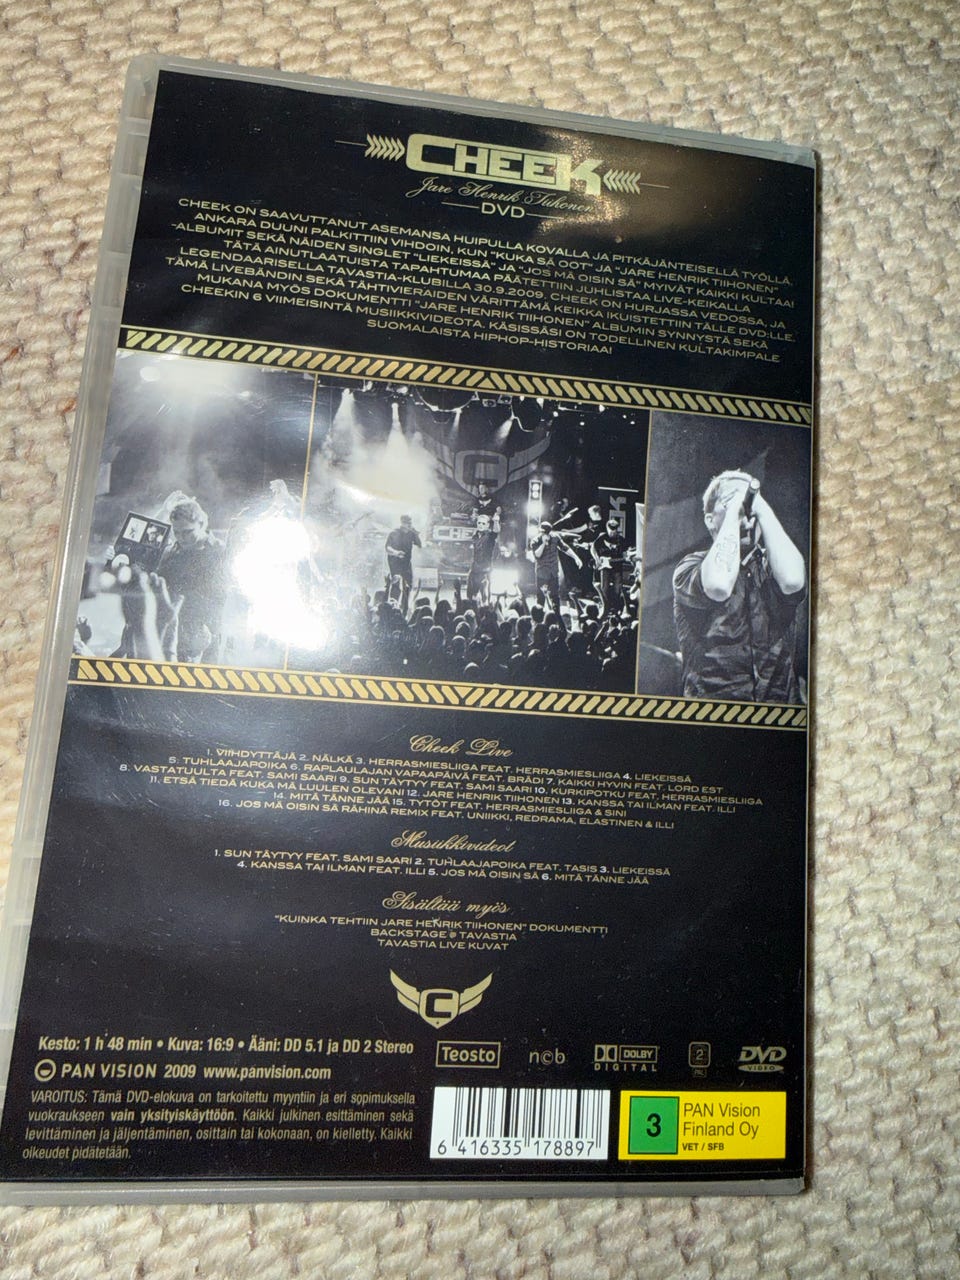 CHEEK
Jare Henrik Tiihonen
DVD
CHEEK ON SAAVUTTANUT ASEMANSA HUIPULLA KOVALLA JA PITKÄJÄNTEISELLÄ TYÖLLÄ.
ANKARA DUUNI PALKITTIIN VIHDOIN, KUN "KUKA SÄ OOT" JA "JARE HENRIK TIIHONEN"
-ALBUMIT SEKÄ NÄIDEN SINGLET "LIEKEISSÄ" JA "JOS MÄ OISIN SÄ" MYIVÄT KAIKKI KULTAA!
TÄTÄ AINUTLAATUISTA TAPAHTUMAA PÄÄTETTIIN JUHLISTAA LIVE-KEIKALLA
LEGENDAARISELLA TAVASTIA-KLUBILLA 30.9.2009. CHEEK ON HURJASSA VEDOSSA, JA
TÄMÄ LIVEBÄNDIN SEKÄ TÄHTIVIERAIDEN VÄRITTÄMÄ KEIKKA IKUISTETTIIN TÄLLE DVD:LLE.
MUKANA MYÖS DOKUMENTTI "JARE HENRIK TIIHONEN" ALBUMIN SYNNYSTÄ SEKÄ
CHEEKIN 6 VIIMEISINTÄ MUSIIKKIVIDEOTA. KÄSISSÄSI ON TODELLINEN KULTAKIMPALE
SUOMALAISTA HIPHOP-HISTORIAA!
C
CHEEK
Cheek Live
1. VIIHDYTTÄJÄ 2. NÄLKÄ 3. HERRASMIESLIIGA FEAT. HERRASMIESLIIGA 4. LIEKEISSÄ
5. TUHLAAJAPOIKA 6. RAPLAULAJAN VAPAAPÄIVÄ FEAT. BRÄDI 7. KAIKKI HYVIN FEAT. LORD EST
8. VASTATUULTA FEAT. SAMI SAARI 9. SUN TÄYTYY FEAT. SAMI SAARI 10. KURKIPOTKU FEAT. HERRASMIESLIIGA
11. ETSÄ TIEDÄ KUKA MÄ LUULEN OLEVANI 12. JARE HENRIK TIIHONEN 13. KANSSA TAI ILMAN FEAT. ILLI
14. MITÄ TÄNNE JÄÄ 15. TYTÖT FEAT. HERRASMIESLIIGA & SINI
16. JOS MÄ OISIN SÄ RÄHINÄ REMIX FEAT. UNIIKKI, REDRAMA, ELASTINEN & ILLI
Musiikkivideot
1. SUN TÄYTYY FEAT. SAMI SAARI 2. TUHLAAJAPOIKA FEAT. TASIS 3. LIEKEISSÄ
4. KANSSA TAI ILMAN FEAT. ILLI 5. JOS MÄ OISIN SÄ 6. MITÄ TÄNNE JÄÄ
Sisältää myös
"KUINKA TEHTIIN JARE HENRIK TIIHONEN" DOKUMENTTI
BACKSTAGE @ TAVASTIA
TAVASTIA LIVE KUVAT
C
Kesto: 1 h 48 min • Kuva: 16:9 • Ääni: DD 5.1 ja DD 2 Stereo
PAN VISION 2009 www.panvision.com
Teosto
ncb
DOLBY
DIGITAL
2
PAL
DVD
VIDEO
VAROITUS: Tämä DVD-elokuva on tarkoitettu myyntiin ja eri sopimuksella
vuokraukseen vain yksityiskäyttöön. Kaikki julkinen esittäminen sekä
levittäminen ja jäljentäminen, osittain tai kokonaan, on kielletty. Kaikki
oikeudet pidätetään.
6 416335 178897
3
PAN Vision
Finland Oy
VET / SFB